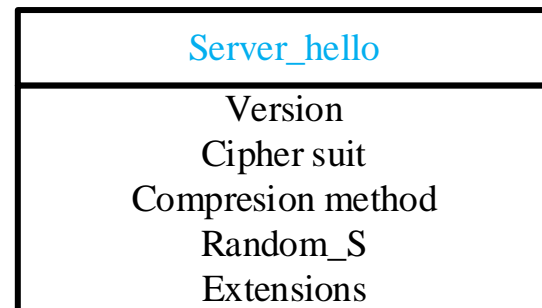 Server_hello
Version
Cipher suit
Compresion method
Random_S
Extensions